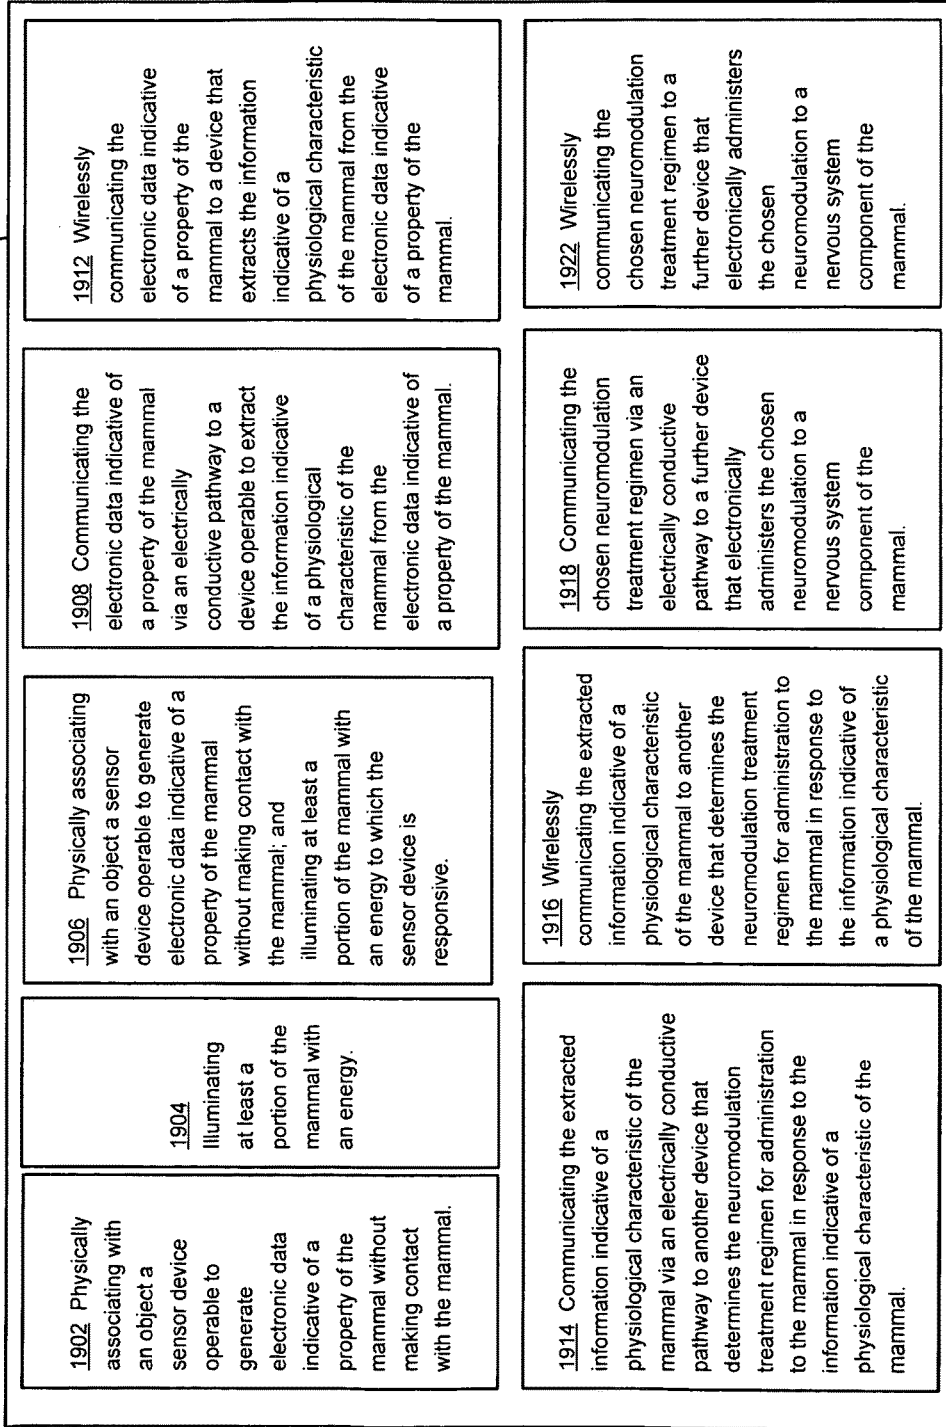 1902 Physically
associating with
an object a
sensor device
operable to
generate
electronic data
indicative of a
property of the
mammal without
making contact
with the mammal.
1904
Illuminating
at least a
portion of the
mammal with
an energy.
1906 Physically associating
with an object a sensor
device operable to generate
electronic data indicative of a
property of the mammal
without making contact with
the mammal; and
illuminating at least a
portion of the mammal with
an energy to which the
sensor device is
responsive.
1908 Communicating the
electronic data indicative of
a property of the mammal
via an electrically
conductive pathway to a
device operable to extract
the information indicative
of a physiological
characteristic of the
mammal from the
electronic data indicative of
a property of the mammal.
1912 Wirelessly
communicating the
electronic data indicative
of a property of the
mammal to a device that
extracts the information
indicative of a
physiological characteristic
of the mammal from the
electronic data indicative
of a property of the
mammal.
1914 Communicating the extracted
information indicative of a
physiological characteristic of the
mammal via an electrically conductive
pathway to another device that
determines the neuromodulation
treatment regimen for administration
to the mammal in response to the
information indicative of a
physiological characteristic of the
mammal.
1916 Wirelessly
communicating the extracted
information indicative of a
physiological characteristic
of the mammal to another
device that determines the
neuromodulation treatment
regimen for administration to
the mammal in response to
the information indicative of
a physiological characteristic
of the mammal.
1918 Communicating the
chosen neuromodulation
treatment regimen via an
electrically conductive
pathway to a further device
that electronically
administers the chosen
neuromodulation to a
nervous system
component of the
mammal.
1922 Wirelessly
communicating the
chosen neuromodulation
treatment regimen to a
further device that
electronically administers
the chosen
neuromodulation to a
nervous system
component of the
mammal.